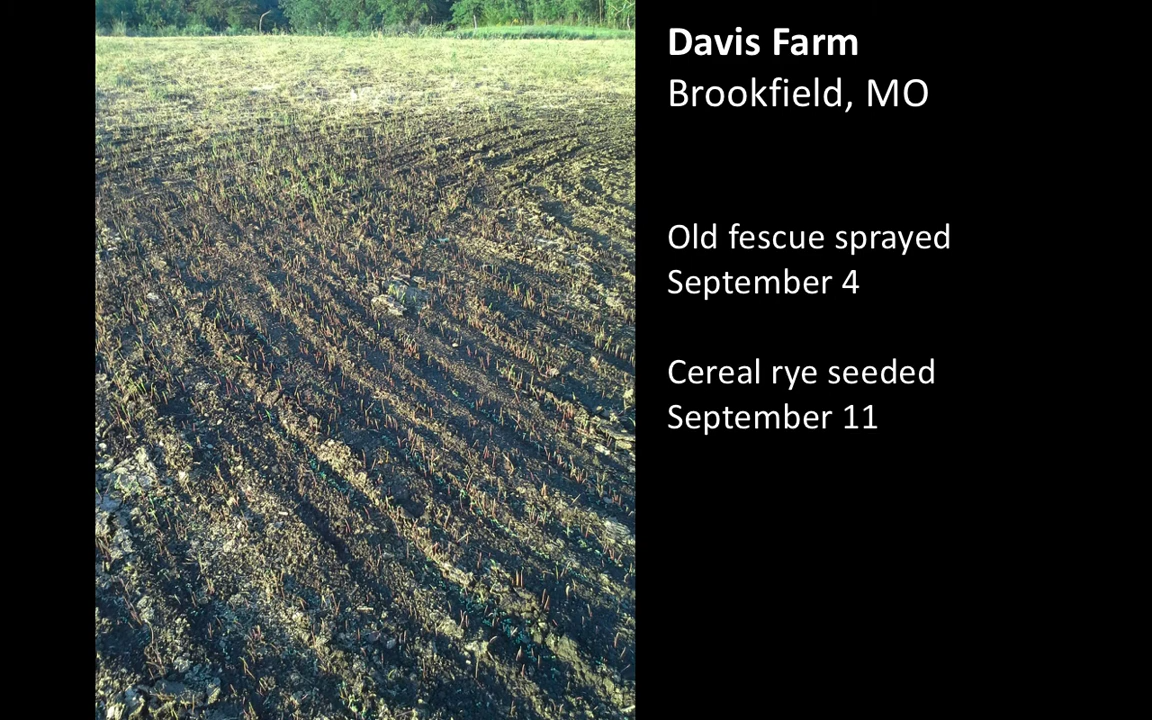 Davis Farm
Brookfield, MO
Old fescue sprayed
September 4
Cereal rye seeded
September 11